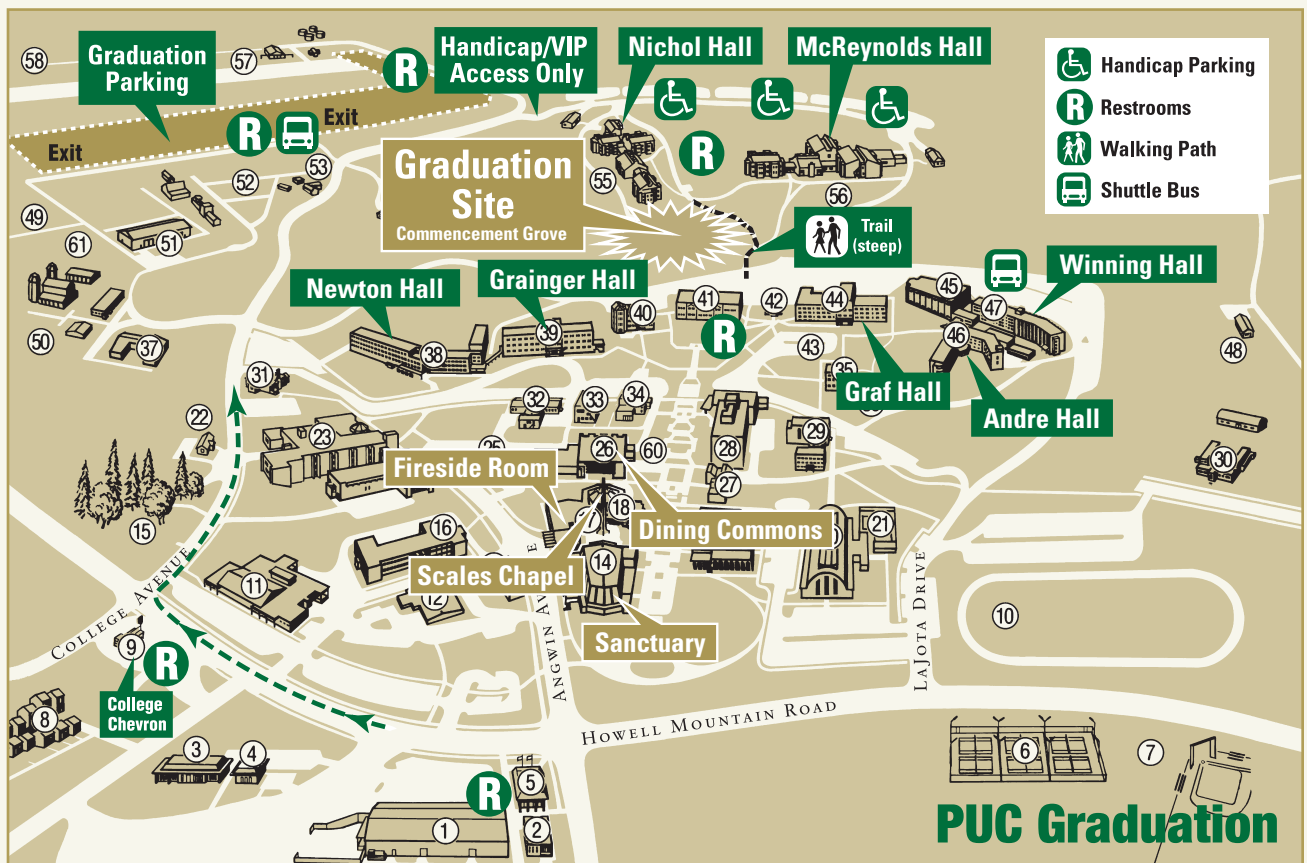 58
Graduation
Parking
57
R
Handicap/VIP
Access Only
Nichol Hall
McReynolds Hall
Handicap Parking
R
Restrooms
Walking Path
Shuttle Bus
Exit
R
Exit
53
52
49
61
51
50
37
Graduation
Site
Commencement Grove
55
R
56
Trail
(steep)
Newton Hall
Grainger Hall
Winning Hall
38
39
40
41
R
42
44
43
45
47
46
35
48
Graf Hall
Andre Hall
31
22
23
15
32
33
34
25
26
60
28
29
27
30
Fireside Room
18
Dining Commons
16
Scales Chapel
14
Sanctuary
21
11
12
10
College Avenue
Angwin
LaJota Drive
9
R
College
Chevron
8
3
4
Howell Mountain Road
5
R
1
2
6
7
PUC Graduation